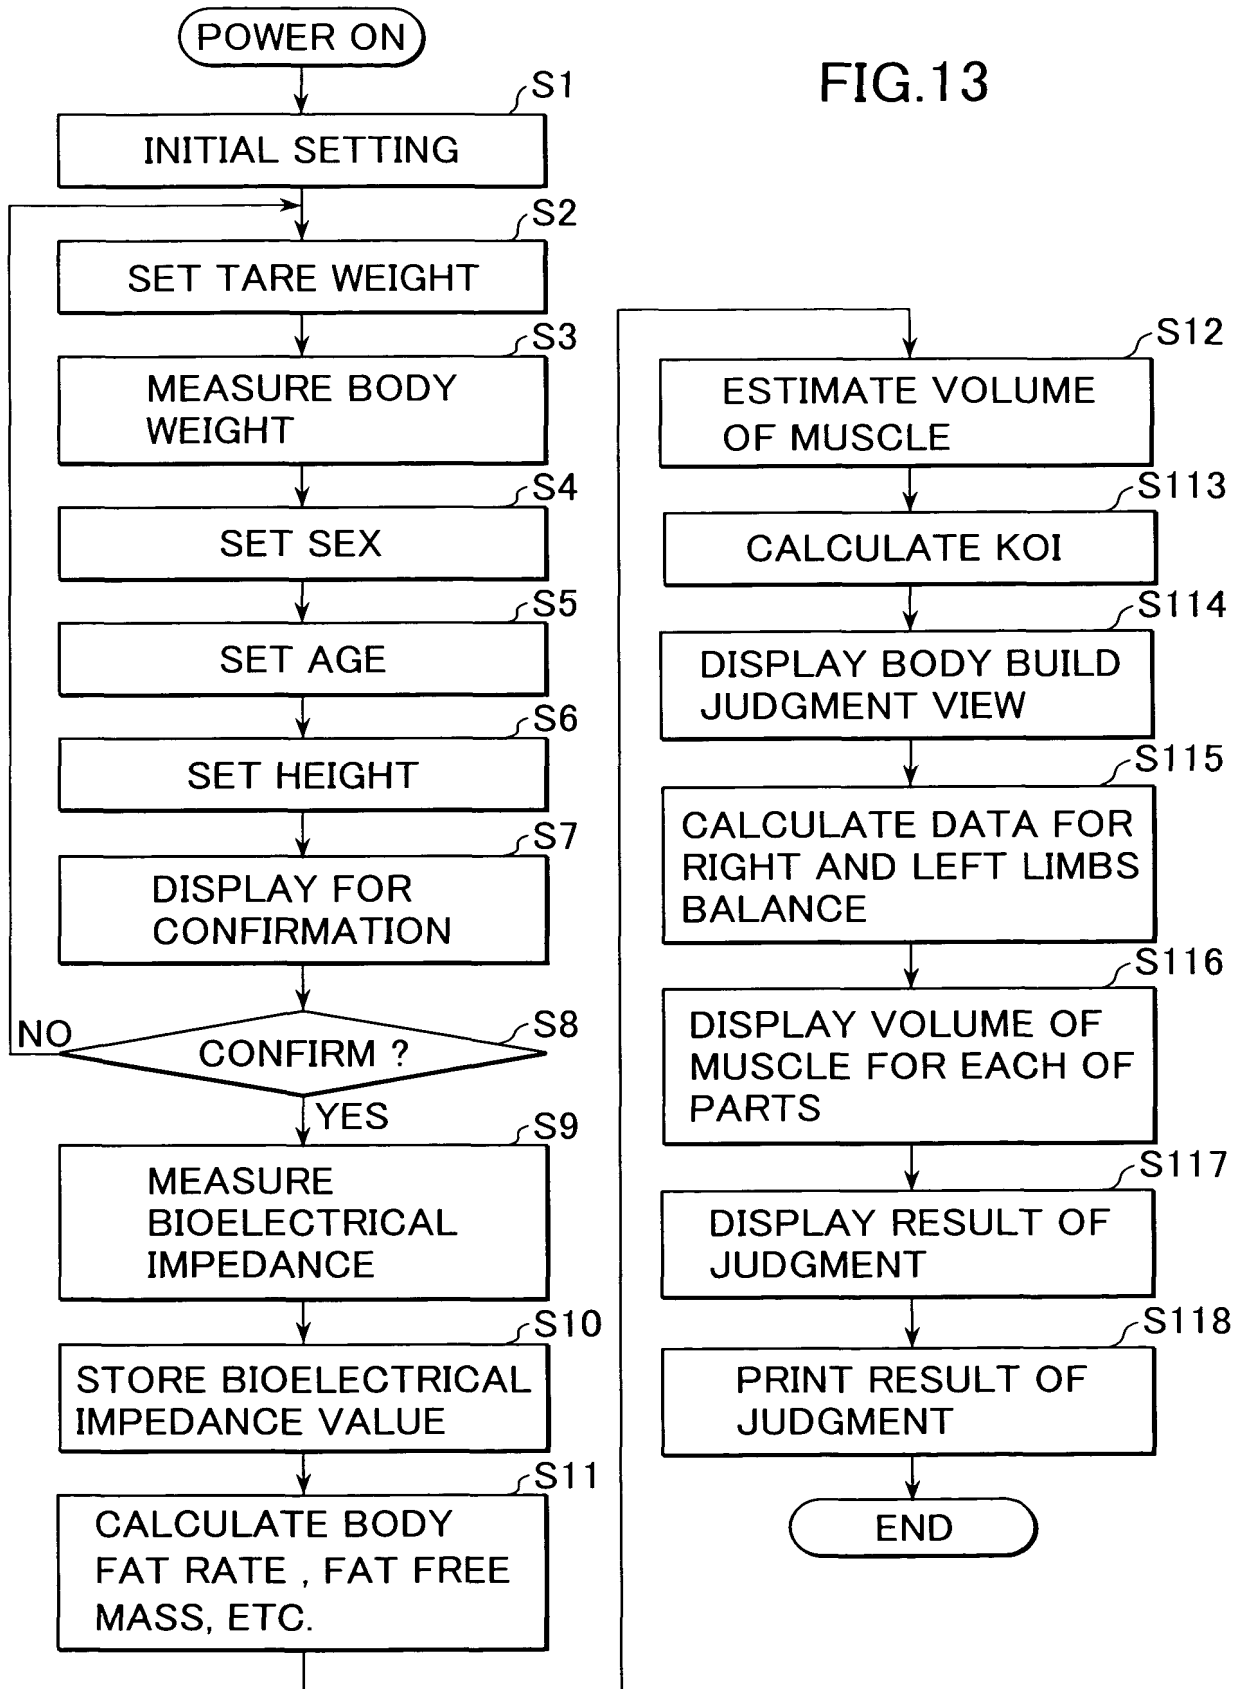 FIG.13
POWER ON
S1
INITIAL SETTING
S2
SET TARE WEIGHT
S3
MEASURE BODY
WEIGHT
S4
SET SEX
S5
SET AGE
S6
SET HEIGHT
S7
DISPLAY FOR
CONFIRMATION
S8
NO
CONFIRM ?
YES
S9
MEASURE
BIOELECTRICAL
IMPEDANCE
S10
STORE BIOELECTRICAL
IMPEDANCE VALUE
S11
CALCULATE BODY
FAT RATE , FAT FREE
MASS, ETC.
S12
ESTIMATE VOLUME
OF MUSCLE
S113
CALCULATE KOI
S114
DISPLAY BODY BUILD
JUDGMENT VIEW
S115
CALCULATE DATA FOR
RIGHT AND LEFT LIMBS
BALANCE
S116
DISPLAY VOLUME OF
MUSCLE FOR EACH OF
PARTS
S117
DISPLAY RESULT OF
JUDGMENT
S118
PRINT RESULT OF
JUDGMENT
END